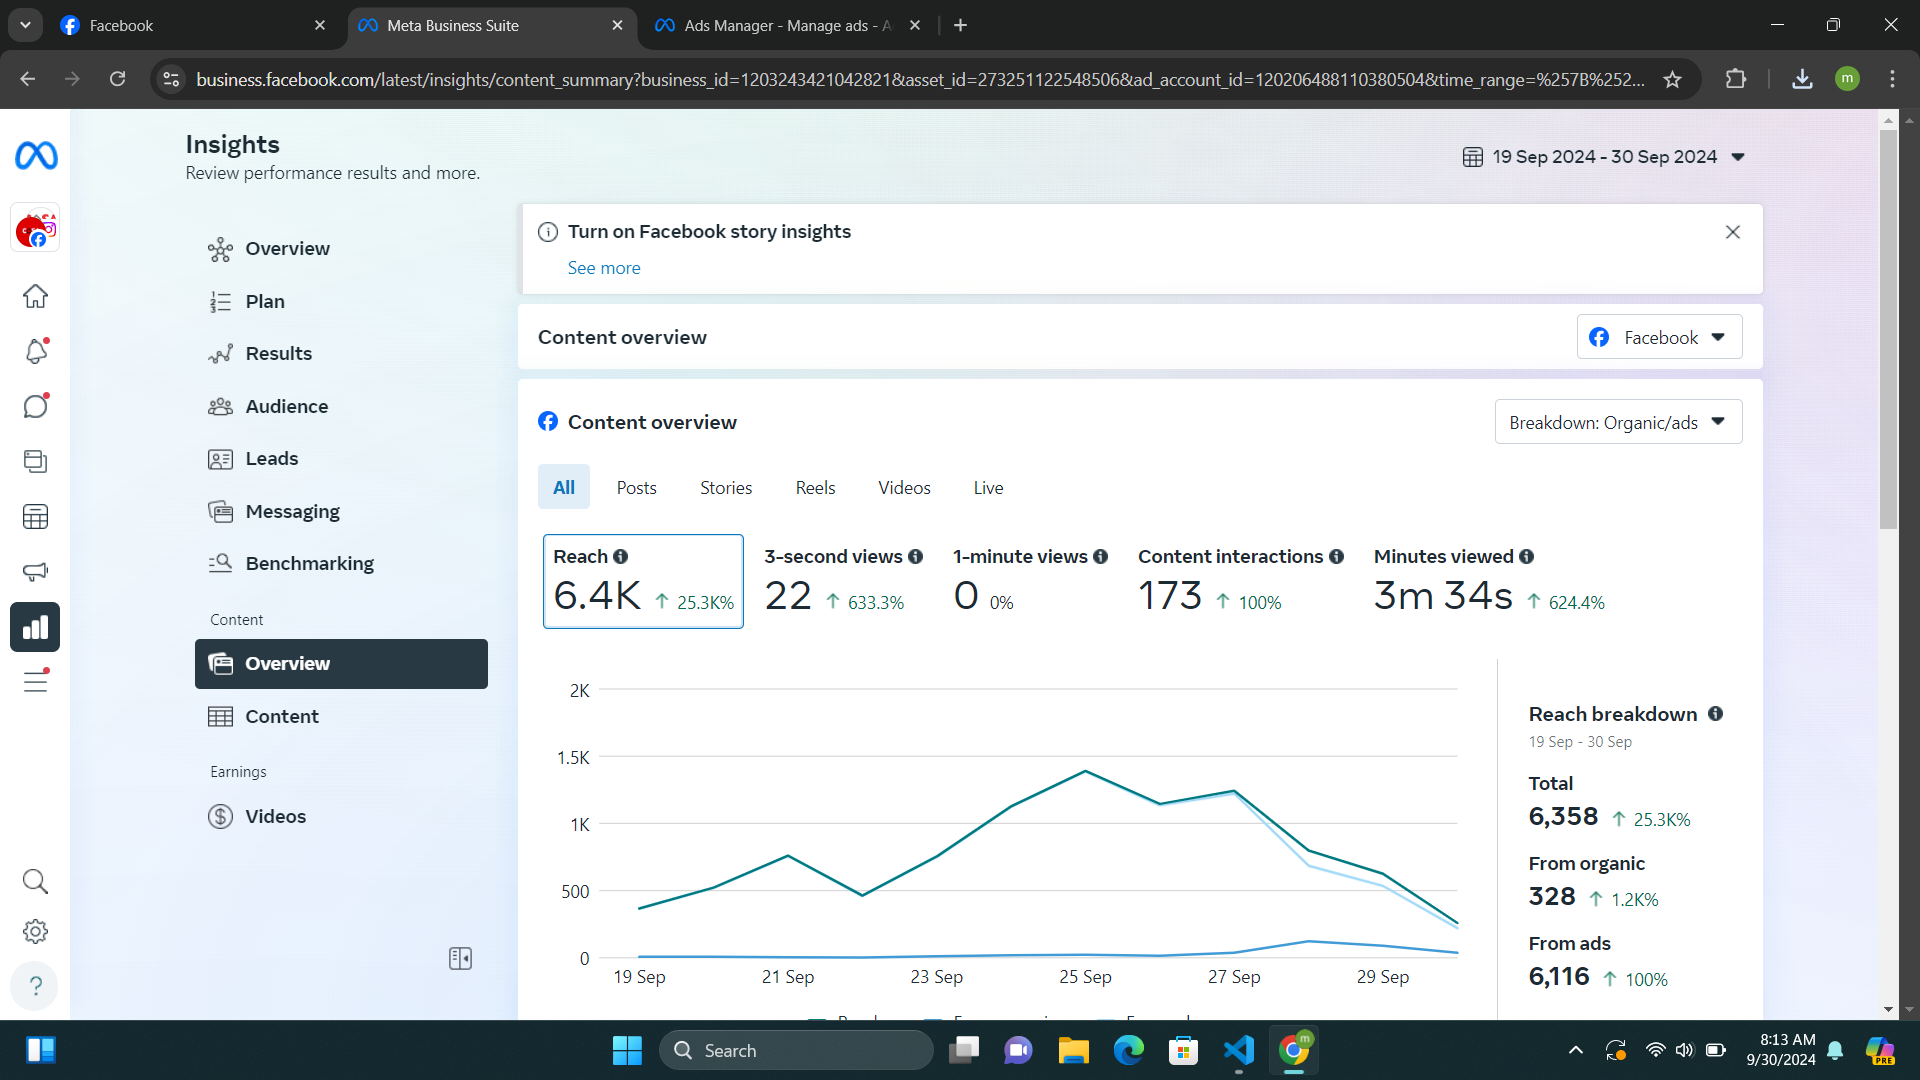 Facebook
Meta Business Suite
Ads Manager - Manage ads - A
business.facebook.com/latest/insights/content_summary?business_id=1203243421042821&asset_id=273251122548506&ad_account_id=120206488110380504&time_range=%257B%252...
m
Insights
Review performance results and more.
19 Sep 2024 - 30 Sep 2024
Overview
Plan
Results
Audience
Leads
Messaging
Benchmarking
Content
Overview
Content
Earnings
Videos
Turn on Facebook story insights
See more
Content overview
Facebook
Content overview
Breakdown: Organic/ads
All Posts Stories Reels Videos Live
Reach 3-second views 1-minute views Content interactions Minutes viewed
6.4K ↑ 25.3K% 22 ↑ 633.3% 0 0% 173 ↑ 100% 3m 34s ↑ 624.4%
2K
1.5K
1K
500
0
19 Sep 21 Sep 23 Sep 25 Sep 27 Sep 29 Sep
Reach breakdown
19 Sep - 30 Sep
Total
6,358 ↑ 25.3K%
From organic
328 ↑ 1.2K%
From ads
6,116 ↑ 100%
?
Search
m
8:13 AM
9/30/2024
PRE